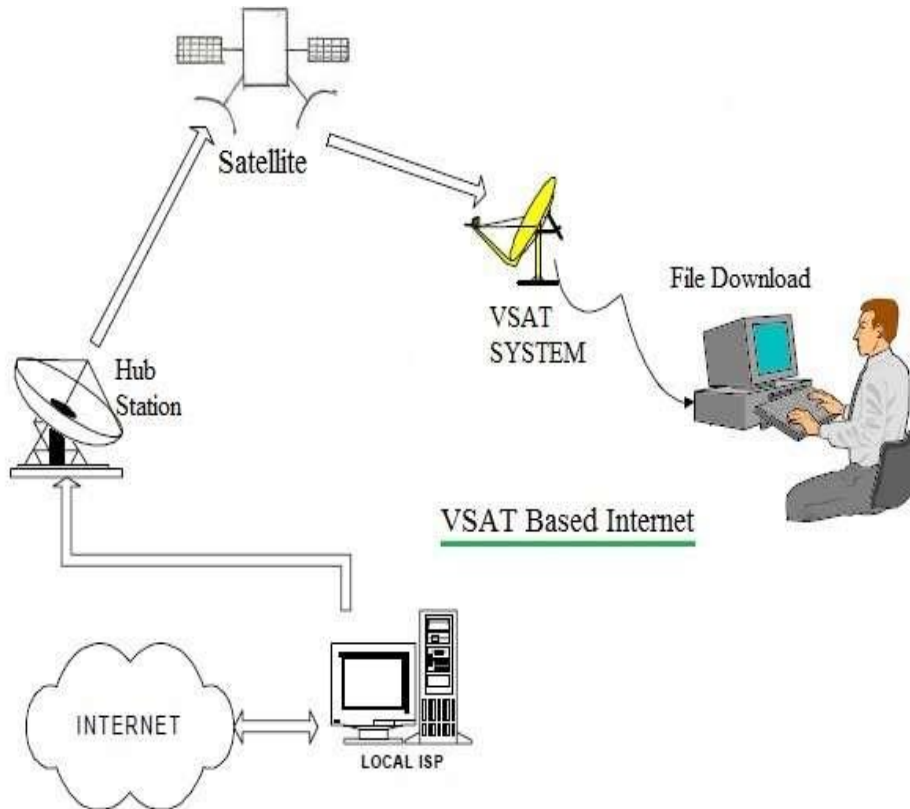 Satellite
File Download
VSAT
SYSTEM
Hub
Station
VSAT Based Internet
INTERNET
LOCAL ISP